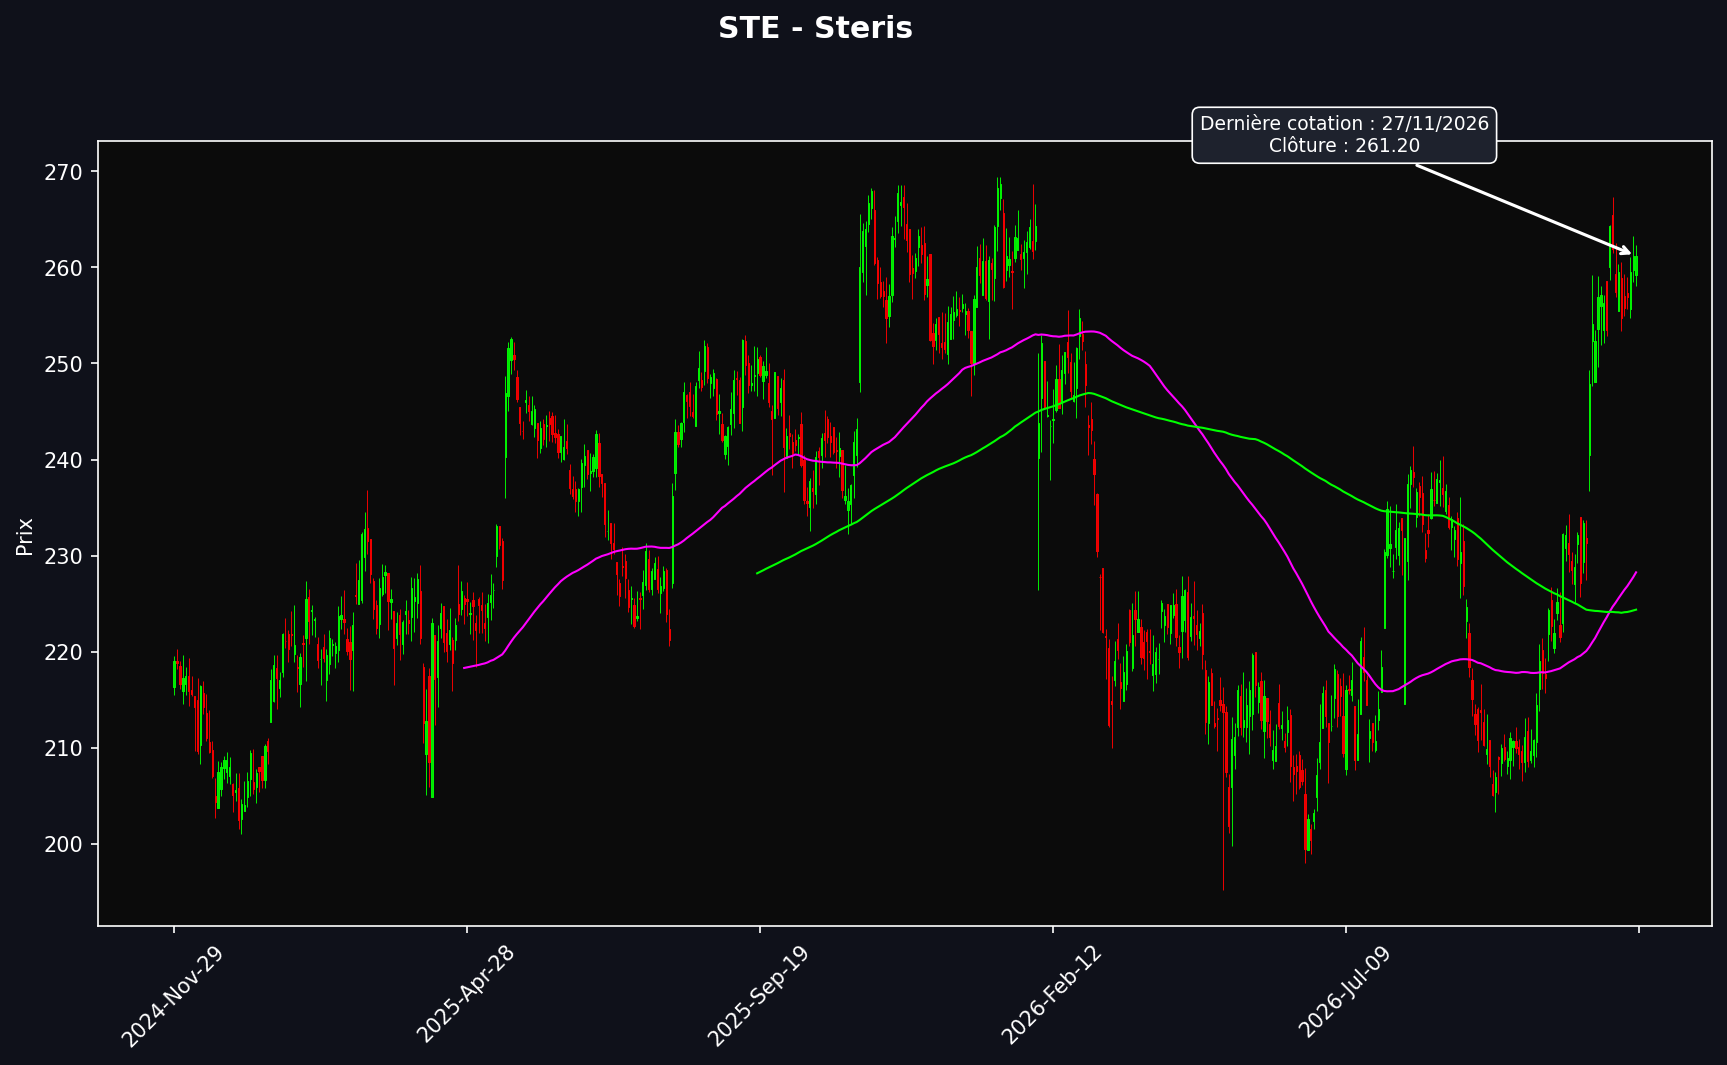 STE - Steris
Dernière cotation : 27/11/2026
Clôture : 261.20
Prix
270
260
250
240
230
220
210
200
2024-Nov-29
2025-Apr-28
2025-Sep-19
2026-Feb-12
2026-Jul-09